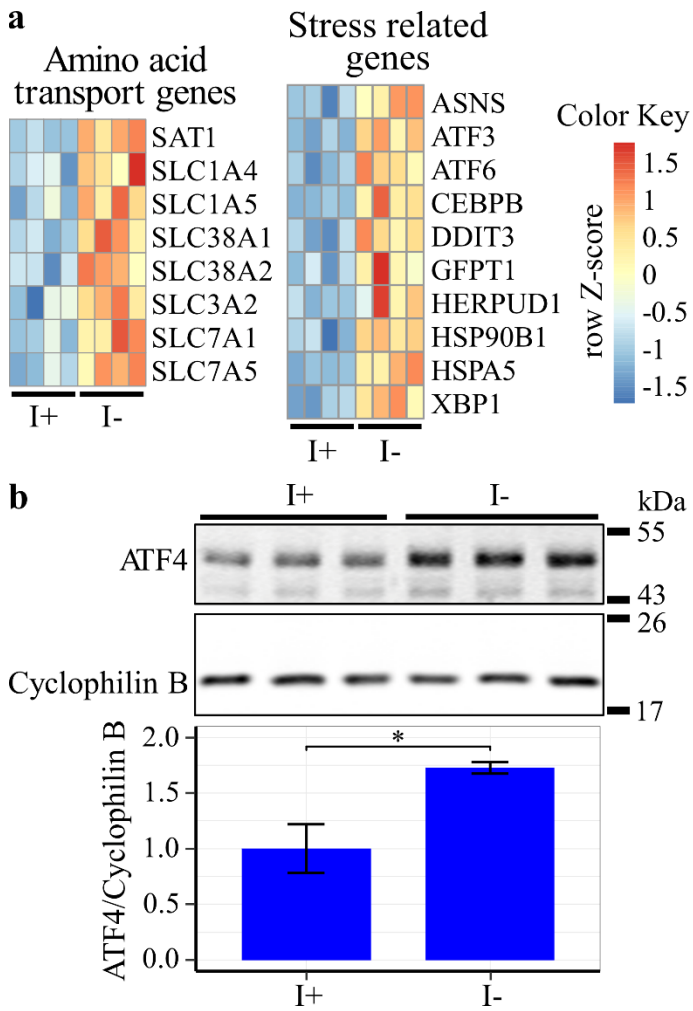 a
Amino acid
transport genes
SAT1
SLC1A4
SLC1A5
SLC38A1
SLC38A2
SLC3A2
SLC7A1
SLC7A5
I+
I-
Stress related
genes
ASNS
ATF3
ATF6
CEBPB
DDIT3
GFPT1
HERPUD1
HSP90B1
HSPA5
XBP1
I+
I-
Color Key
row Z-score
1.5
1
0.5
0
-0.5
-1
-1.5
b
I+
I-
kDa
ATF4
55
43
Cyclophilin B
26
17
ATF4/Cyclophilin B
2.0
1.5
1.0
0.5
0.0
*
I+
I-